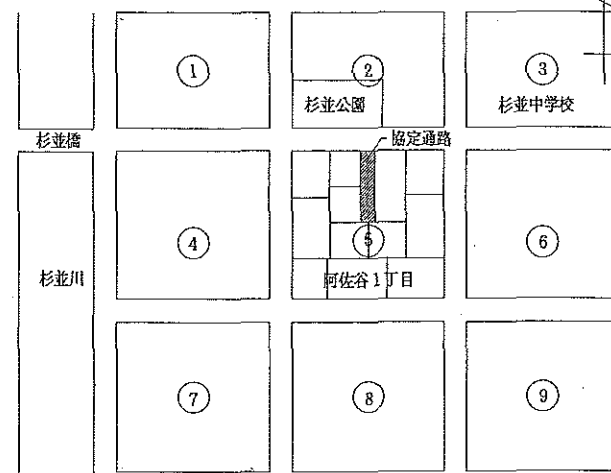 ①
②
③
杉並公園
杉並中学校
杉並橋
協定通路
④
⑤
⑥
杉並川
阿佐谷1丁目
⑦
⑧
⑨